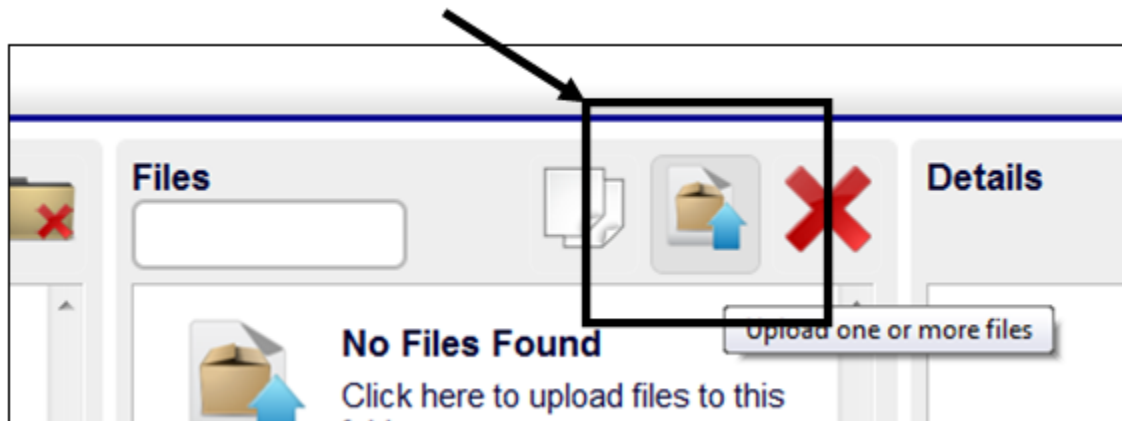 Files
Details
Upload one or more files
No Files Found
Click here to upload files to this